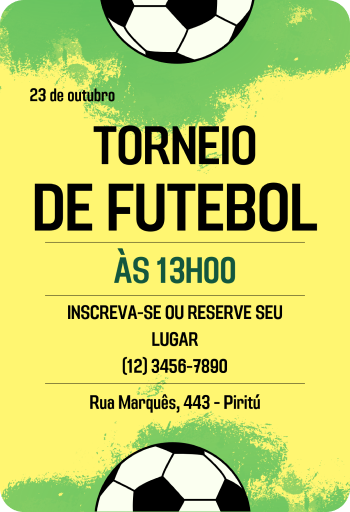 23 de outubro
TORNEIO
DE FUTEBOL
ÀS 13H00
INSCREVA-SE OU RESERVE SEU
LUGAR
(12) 3456-7890
Rua Marquês, 443 - Piritú